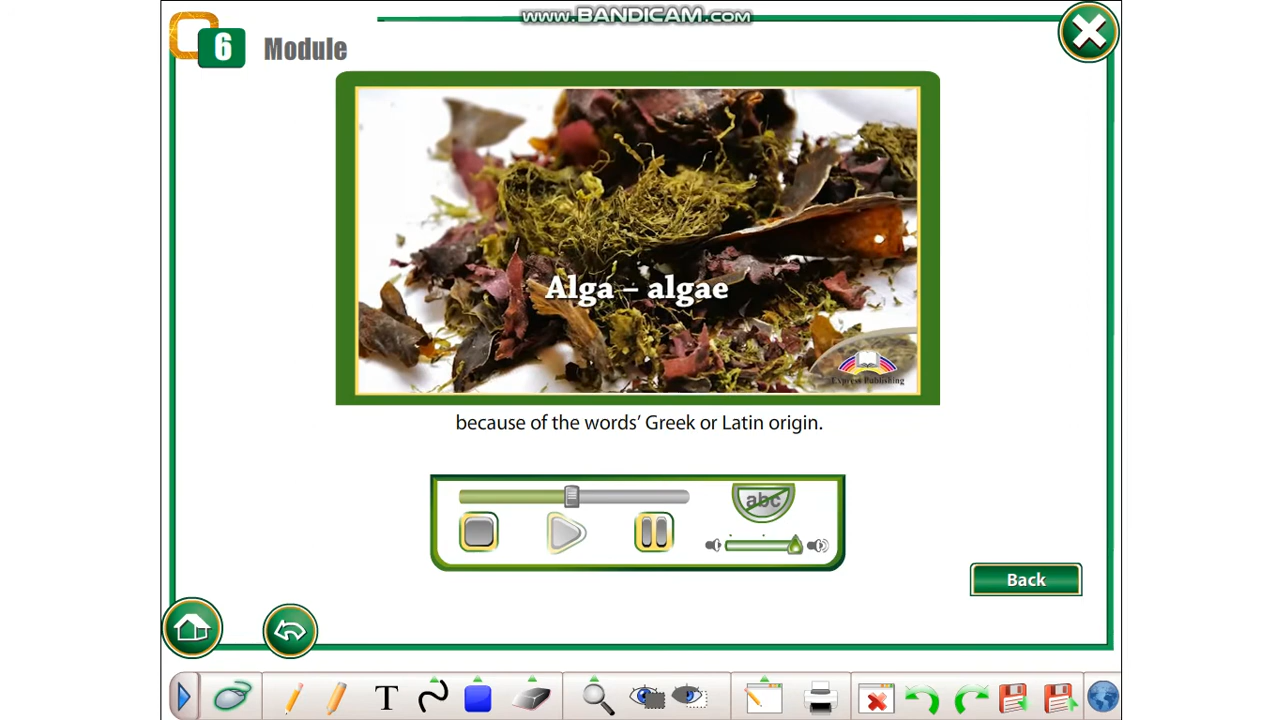 www.BANDICAM.com
6 Module
Alga – algae
Express Publishing
because of the words’ Greek or Latin origin.
abc
Back
T